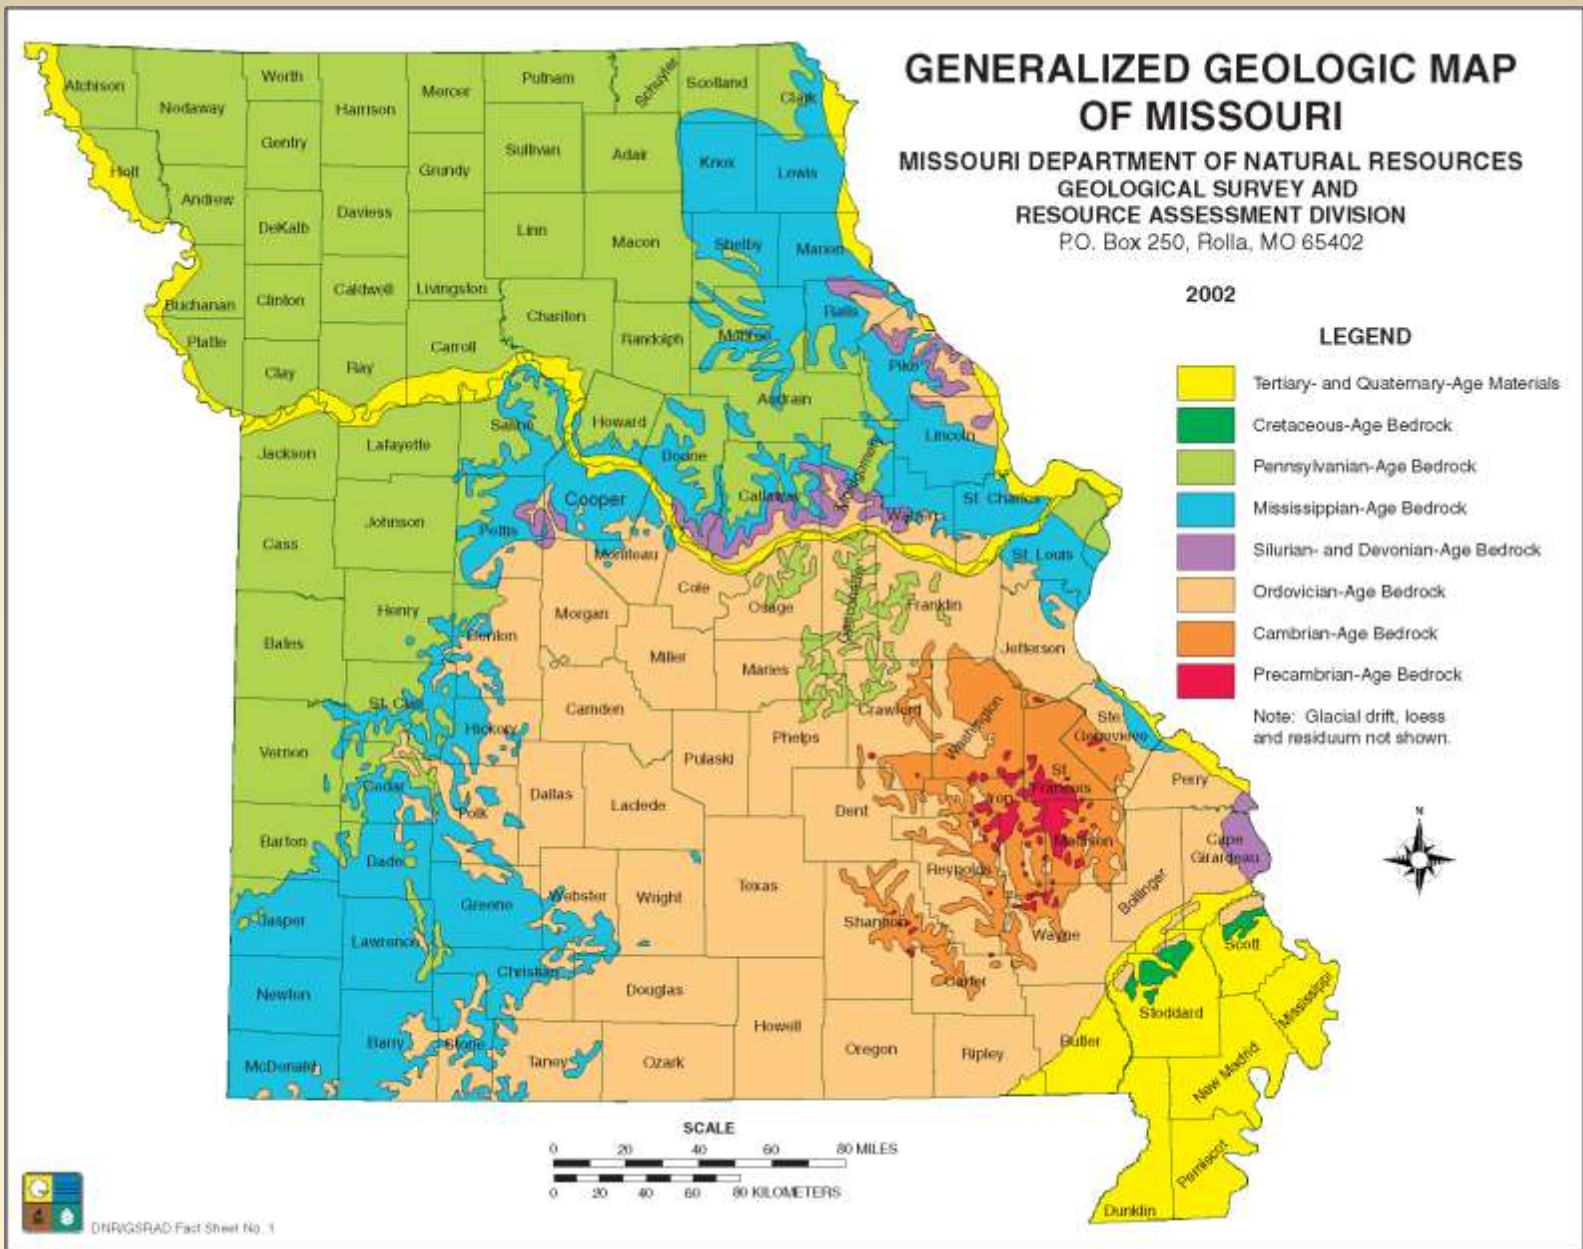 GENERALIZED GEOLOGIC MAP
OF MISSOURI
MISSOURI DEPARTMENT OF NATURAL RESOURCES
GEOLOGICAL SURVEY AND
RESOURCE ASSESSMENT DIVISION
P.O. Box 250, Rolla, MO 65402
2002
LEGEND
Tertiary- and Quaternary-Age Materials
Cretaceous-Age Bedrock
Pennsylvanian-Age Bedrock
Mississippian-Age Bedrock
Silurian- and Devonian-Age Bedrock
Ordovician-Age Bedrock
Cambrian-Age Bedrock
Precambrian-Age Bedrock
Note: Glacial drift, loess
and residuum not shown.
N
Atchison
Nodaway
Worth
Harrison
Mercer
Putnam
Schuyler
Scotland
Clark
Holt
Gentry
Grundy
Sullivan
Adair
Knox
Lewis
Andrew
DeKalb
Daviess
Linn
Macon
Shelby
Marion
Buchanan
Clinton
Caldwell
Livingston
Chariton
Randolph
Monroe
Ralls
Platte
Clay
Ray
Carroll
Pike
Audrain
Jackson
Lafayette
Saline
Howard
Boone
Callaway
Montgomery
Lincoln
St. Charles
Warren
Cass
Johnson
Pettis
Cooper
Moniteau
Cole
Osage
Gasconade
Franklin
St. Louis
Bates
Henry
Benton
Morgan
Miller
Maries
Jefferson
Vernon
St. Clair
Hickory
Camden
Pulaski
Phelps
Crawford
Washington
Ste.
Genevieve
St.
Francois
Perry
Barton
Cedar
Polk
Dallas
Laclede
Dent
Iron
Madison
Cape
Girardeau
Dade
Greene
Webster
Wright
Texas
Reynolds
Bollinger
Jasper
Lawrence
Christian
Douglas
Shannon
Wayne
Scott
Newton
Barry
Stone
Taney
Ozark
Howell
Oregon
Carter
Ripley
Butler
Stoddard
Mississippi
McDonald
New Madrid
Pemiscot
Dunklin
SCALE
0 20 40 60 80 MILES
0 20 40 60 80 KILOMETERS
DNR/GSRAD Fact Sheet No. 1